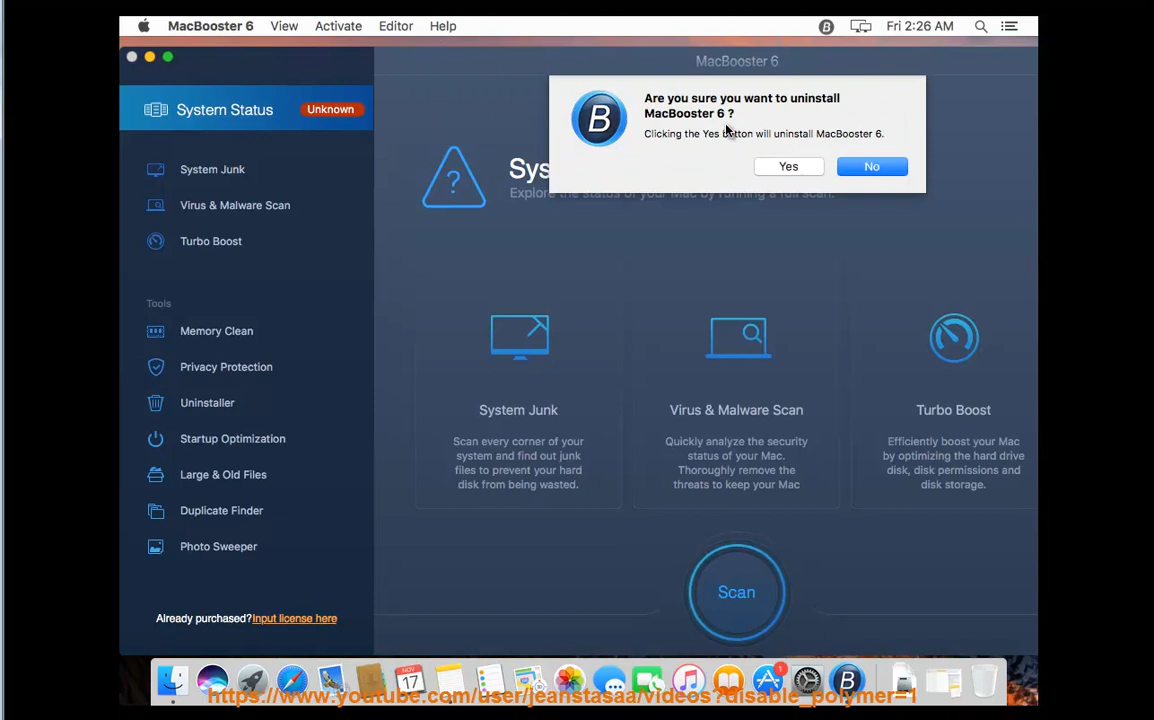 MacBooster 6 View Activate Editor Help B Fri 2:26 AM
MacBooster 6
Are you sure you want to uninstall
MacBooster 6 ?
B
Clicking the Yes button will uninstall MacBooster 6.
Yes No
System Status Unknown
Sys
Explore the status of your Mac by running a full scan.
?
System Junk
Virus & Malware Scan
Turbo Boost
Tools
Memory Clean
Privacy Protection
Uninstaller
Startup Optimization
Large & Old Files
Duplicate Finder
Photo Sweeper
Already purchased?Input license here
System Junk
Scan every corner of your
system and find out junk
files to prevent your hard
disk from being wasted.
Virus & Malware Scan
Quickly analyze the security
status of your Mac.
Thoroughly remove the
threats to keep your Mac
Turbo Boost
Efficiently boost your Mac
by optimizing the hard drive
disk, disk permissions and
disk storage.
Scan
NOV
17
1
B
https://www.youtube.com/user/jeanstasaa/videos?disable_polymer=1